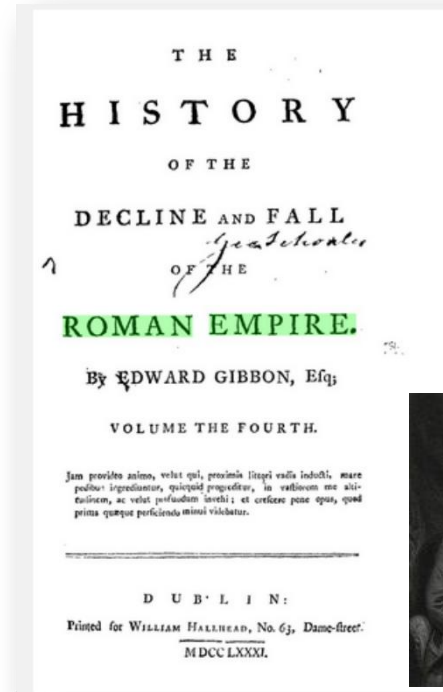 THE
HISTORY
OF THE
DECLINE AND FALL
OF THE
ROMAN EMPIRE.
By EDWARD GIBBON, Eſq;
VOLUME THE FOURTH.
Jam provideo animo, velut qui, proximis littori vadis inducti, mare
pedibus ingrediuntur, quicquid progredior, in vaſtiorem me alti-
tudinem, ac velut profundum invehi; et creſcere pene opus, quod
prima quæque perficiendo minui videbatur.
DUBLIN:
Printed for WILLIAM HALLHEAD, No. 63, Dame-ſtreet.
MDCCLXXXI.